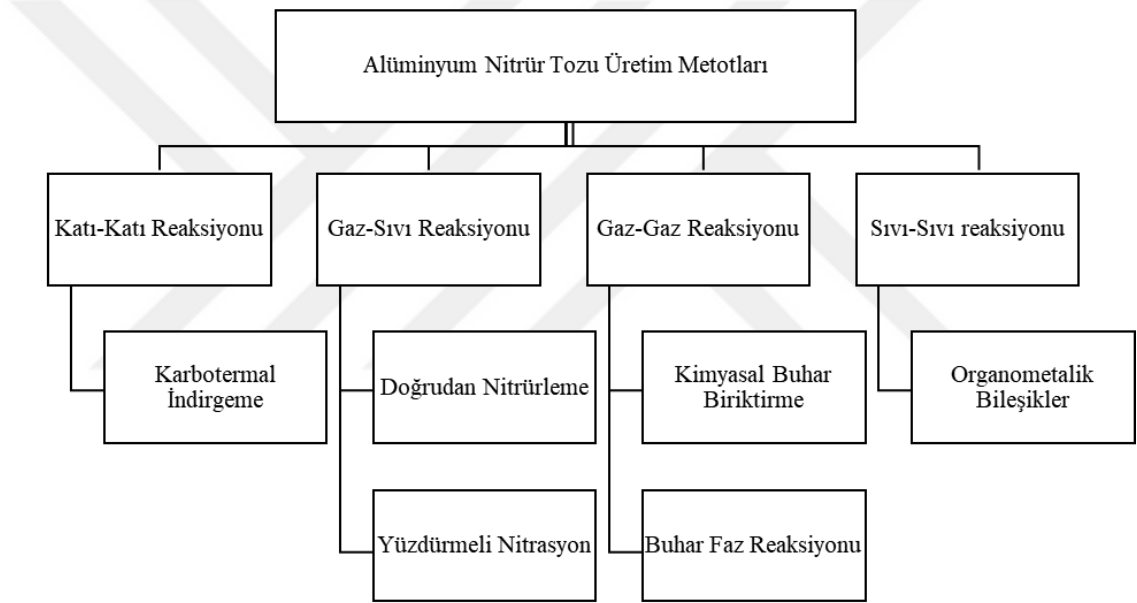 Alüminyum Nitrür Tozu Üretim Metotları
Katı-Katı Reaksiyonu
Gaz-Sıvı Reaksiyonu
Gaz-Gaz Reaksiyonu
Sıvı-Sıvı reaksiyonu
Karbotermal
İndirgeme
Doğrudan Nitrürleme
Kimyasal Buhar
Biriktirme
Organometalik
Bileşikler
Yüzdürmeli Nitrasyon
Buhar Faz Reaksiyonu